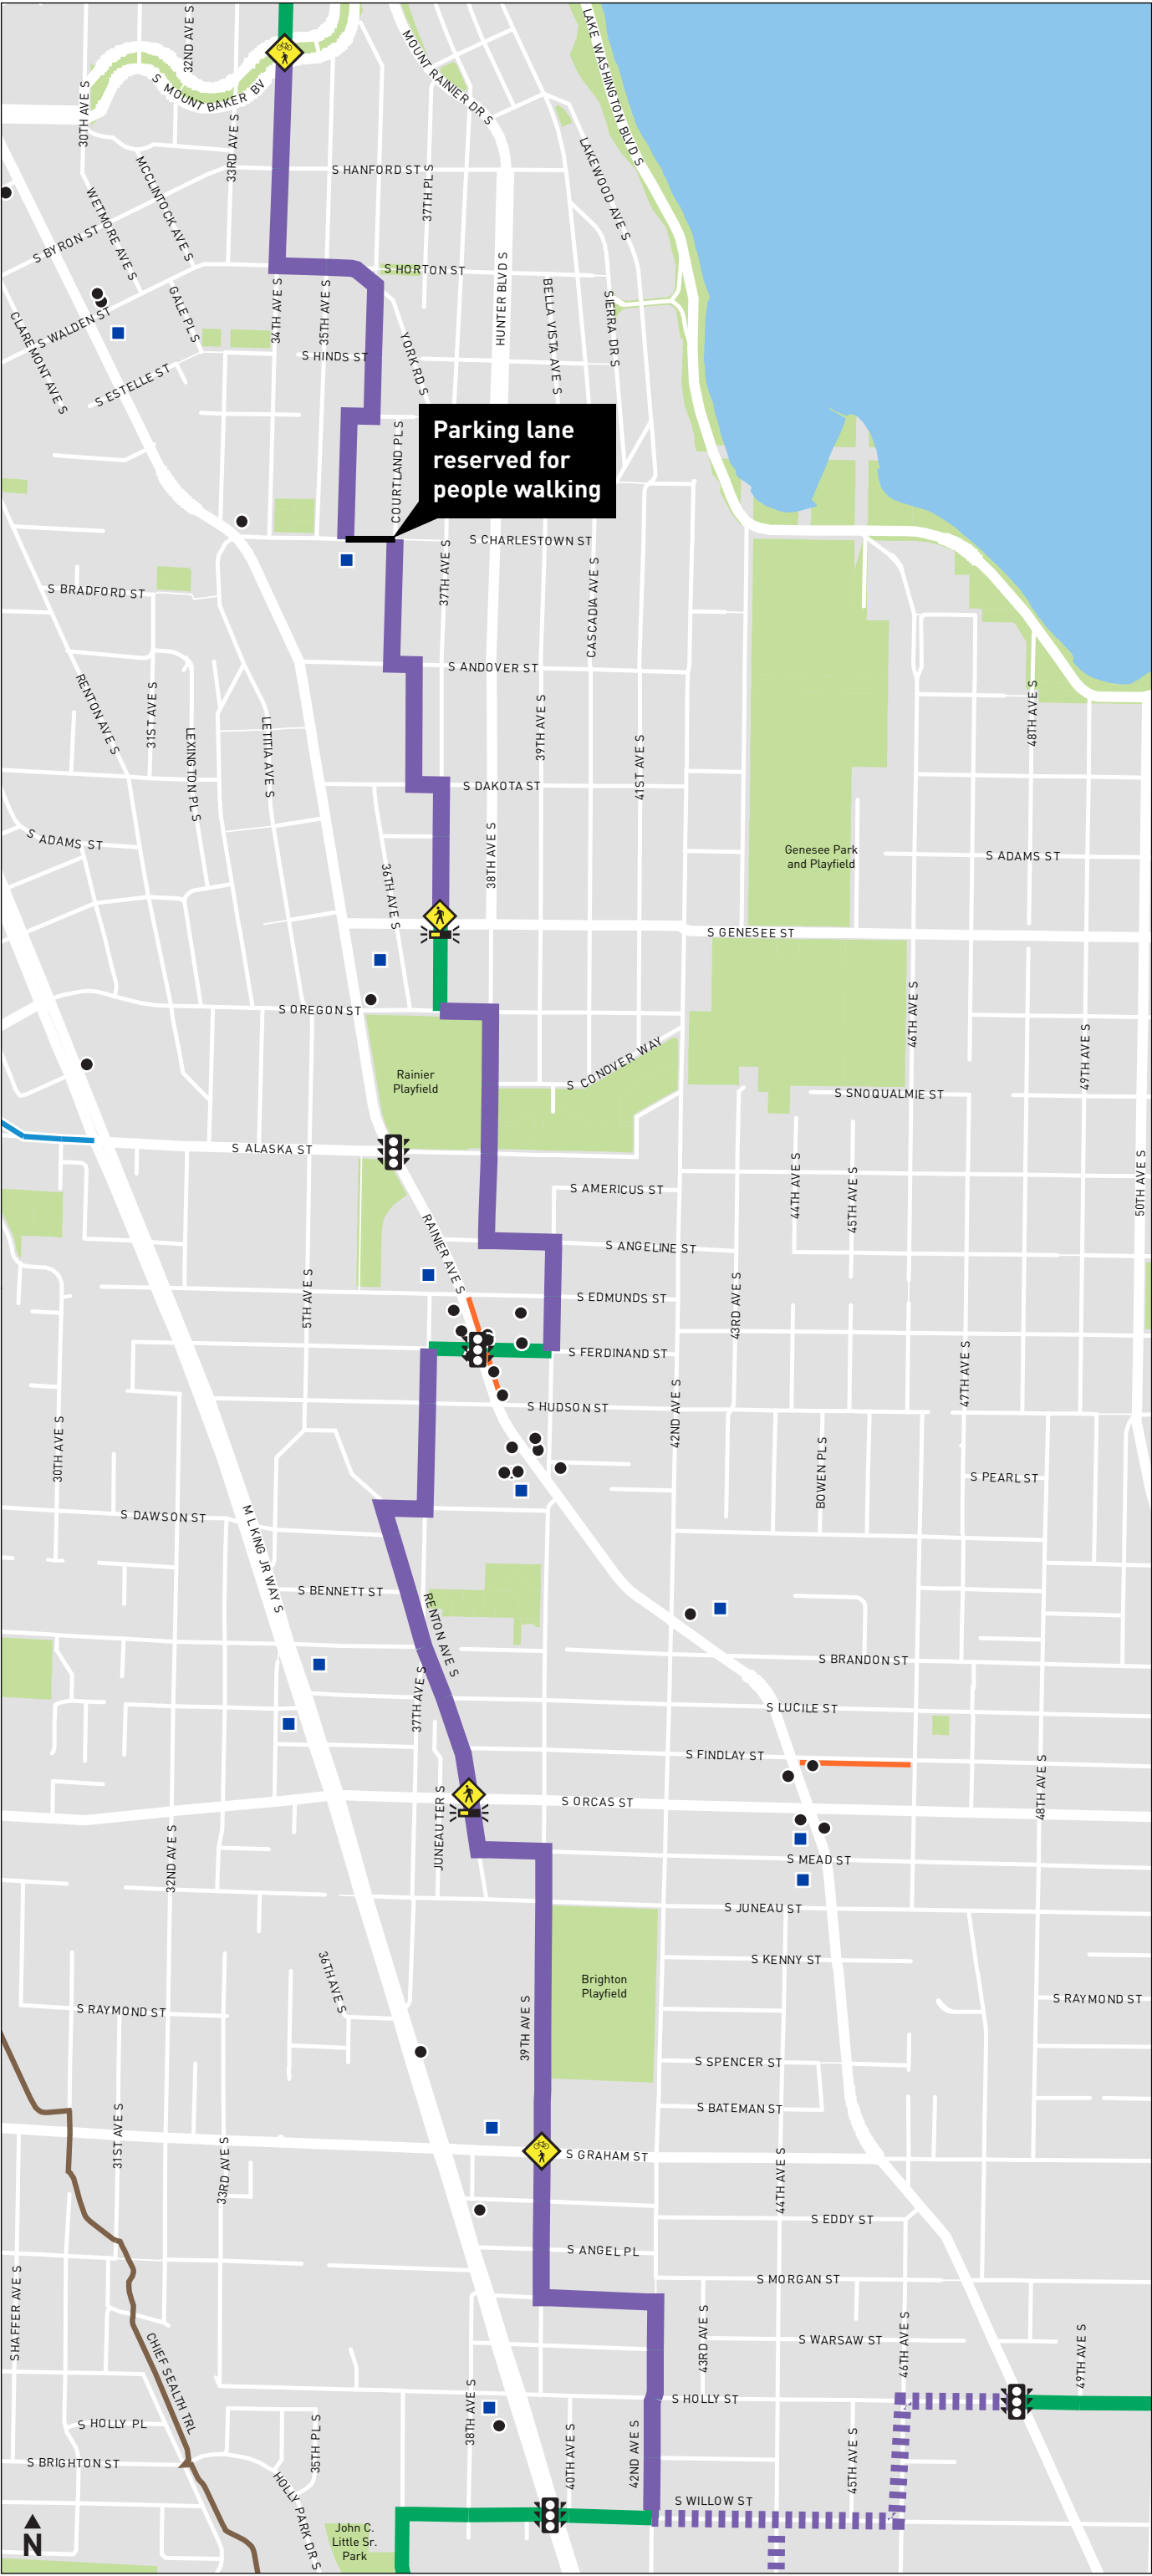 32ND AVE S
MOUNT RAINIER DR S
LAKE WASHINGTON BLVD S
30TH AVE S
S MOUNT BAKER BV
33RD AVE S
MCCLINTOCK AVE S
WETMORE AVE S
S HANFORD ST
37TH PL S
LAKEWOOD AVE S
S BYRON ST
S HORTON ST
HUNTER BLVD S
GALE PL S
34TH AVE S
35TH AVE S
BELLA VISTA AVE S
SIERRA DR S
S WALDEN ST
CLAREMONT AVE S
S HINDS ST
YORK RD S
S ESTELLE ST
COURTLAND PL S
Parking lane
reserved for
people walking
S CHARLESTOWN ST
37TH AVE S
CASCADIA AVE S
S BRADFORD ST
S ANDOVER ST
RENTON AVE S
31ST AVE S
LEXINGTON PL S
LETITIA AVE S
39TH AVE S
41ST AVE S
48TH AVE S
S DAKOTA ST
S ADAMS ST
36TH AVE S
38TH AVE S
Genesee Park
and Playfield
S ADAMS ST
S GENESEE ST
S OREGON ST
46TH AVE S
49TH AVE S
Rainier
Playfield
S CONOVER WAY
S SNOQUALMIE ST
S ALASKA ST
44TH AVE S
45TH AVE S
50TH AVE S
S AMERICUS ST
RAINIER AVE S
S ANGELINE ST
5TH AVE S
S EDMUNDS ST
43RD AVE S
S FERDINAND ST
47TH AVE S
S HUDSON ST
42ND AVE S
30TH AVE S
BOWEN PL S
S PEARL ST
S DAWSON ST
M L KING JR WAY S
S BENNETT ST
RENTON AVE S
37TH AVE S
S BRANDON ST
S LUCILE ST
S FINDLAY ST
48TH AVE S
JUNEAU TER S
S ORCAS ST
32ND AVE S
S MEAD ST
S JUNEAU ST
36TH AVE S
S KENNY ST
Brighton
Playfield
S RAYMOND ST
S RAYMOND ST
39TH AVE S
S SPENCER ST
S BATEMAN ST
31ST AVE S
33RD AVE S
S GRAHAM ST
44TH AVE S
S EDDY ST
S ANGEL PL
S MORGAN ST
SHAFFER AVE S
CHIEF SEALTH TRL
43RD AVE S
S WARSAW ST
46TH AVE S
49TH AVE S
S HOLLY ST
38TH AVE S
S HOLLY PL
35TH PL S
40TH AVE S
42ND AVE S
45TH AVE S
S BRIGHTON ST
HOLLY PARK DR S
S WILLOW ST
John C.
Little Sr.
Park
N